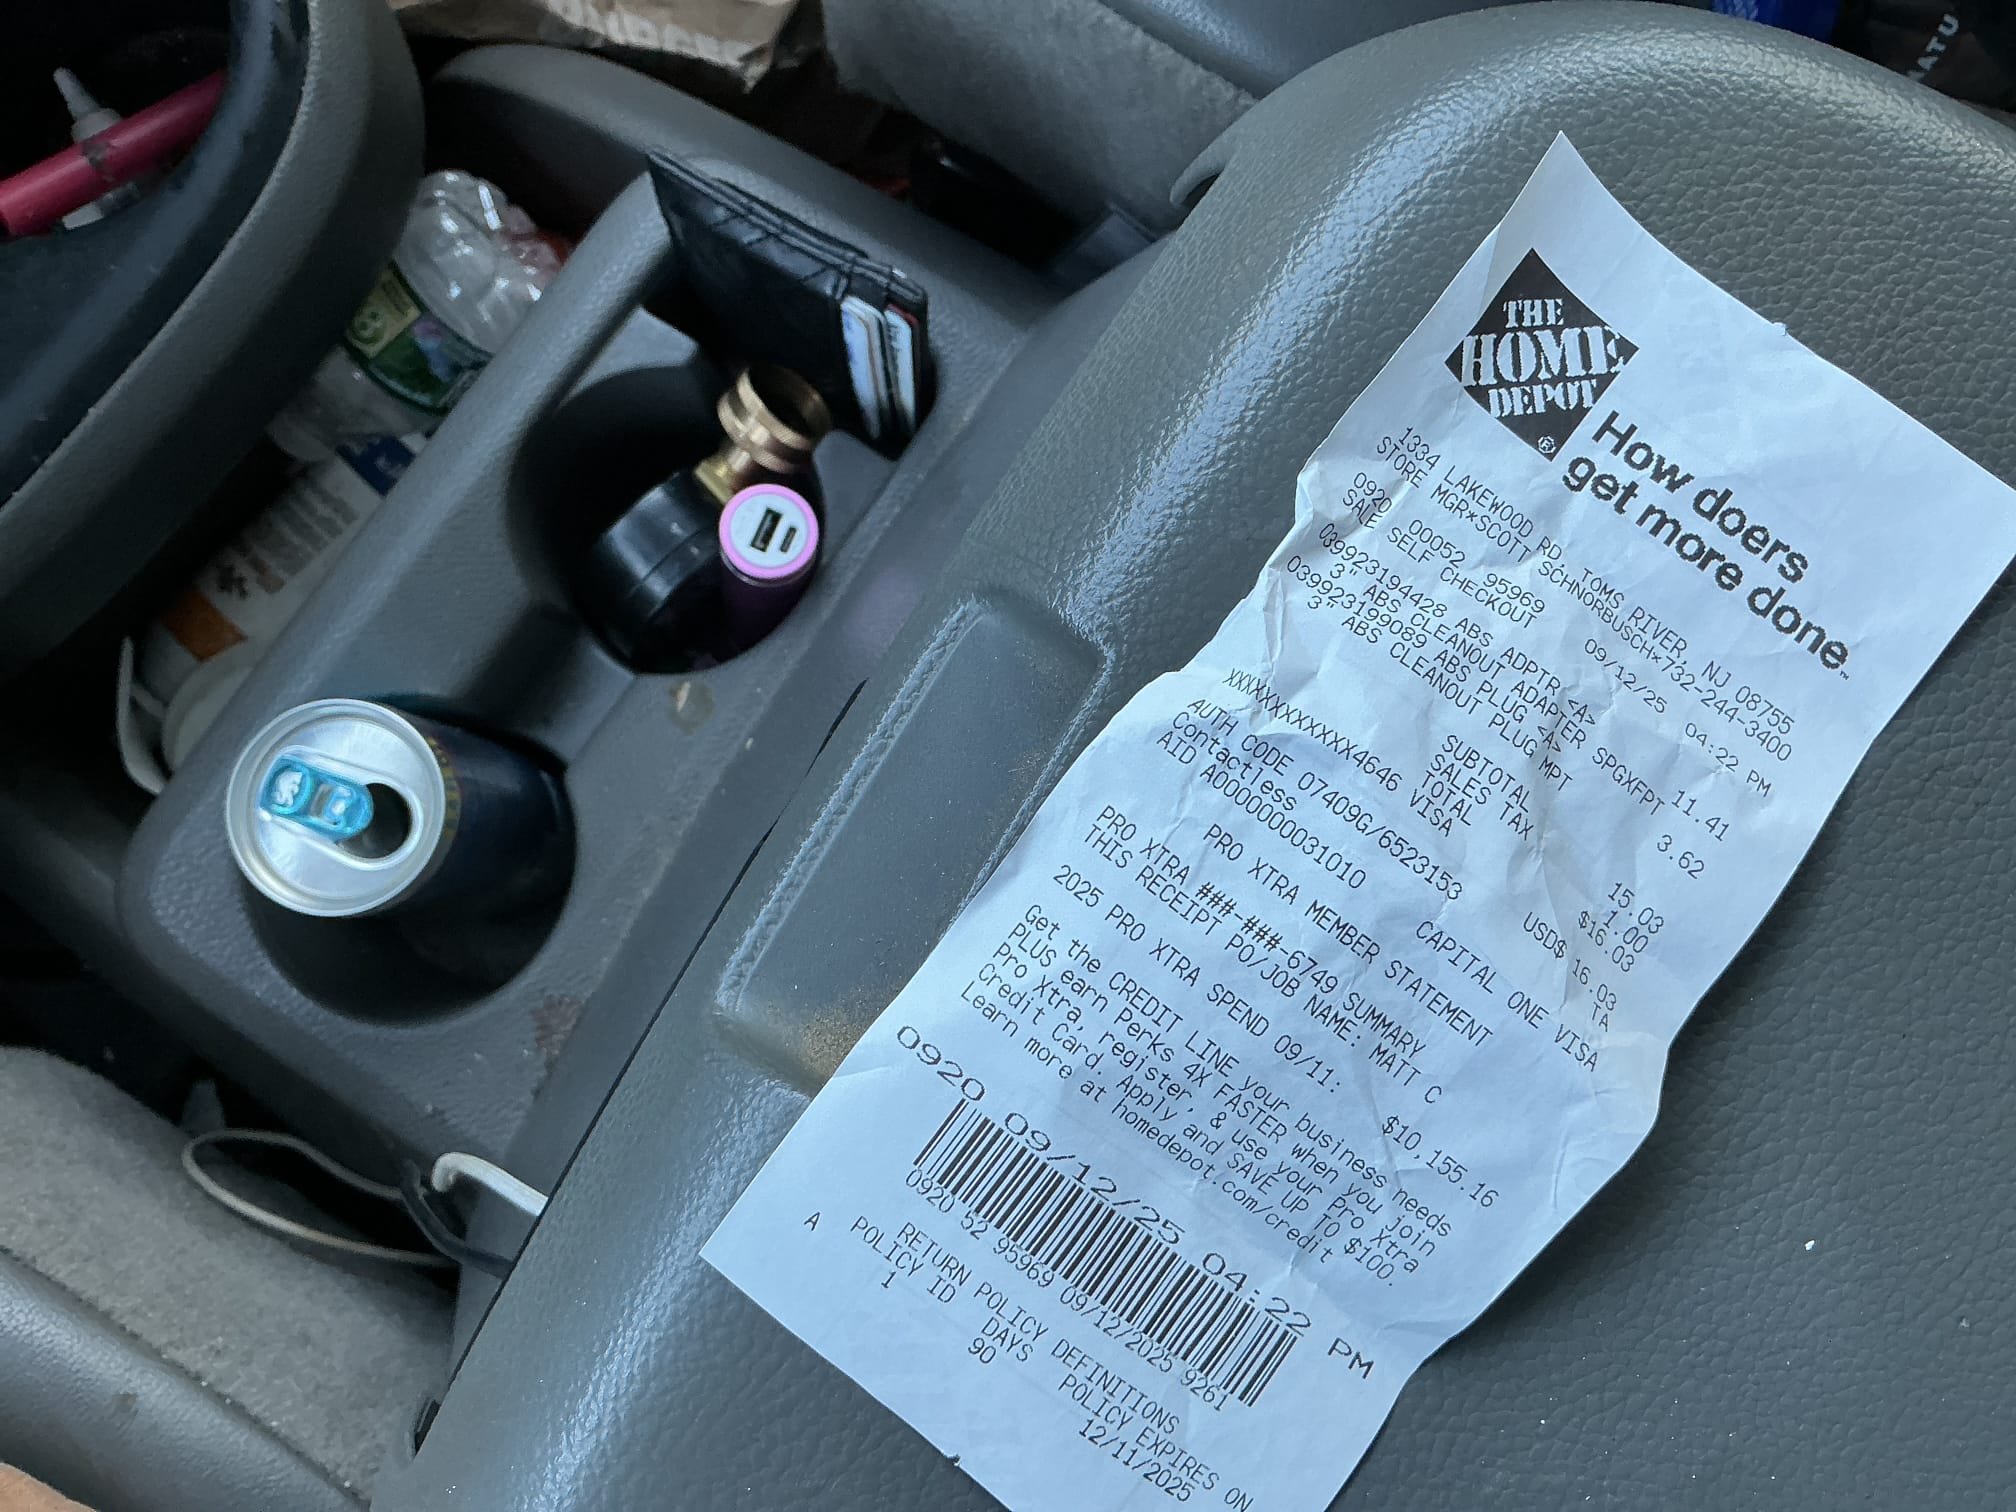 THE
HOME
DEPOT
®
How doers
get more done™
1334 LAKEWOOD RD, TOMS RIVER, NJ 08755
STORE MGR*SCOTT SCHNORBUSCH*732-244-3400
0920 00052 95969 09/12/25 04:22 PM
SALE SELF CHECKOUT
039923194428 ABS ADPTR <A> 11.41
3" ABS CLEANOUT ADAPTER SPGXFPT
039923199089 ABS PLUG <A> 3.62
3" ABS CLEANOUT PLUG MPT
SUBTOTAL 15.03
SALES TAX 1.00
TOTAL $16.03
XXXXXXXXXXXX4646 VISA
USD$ 16.03
AUTH CODE 07409G/6523153 TA
Contactless
AID A0000000031010 CAPITAL ONE VISA
PRO XTRA MEMBER STATEMENT
PRO XTRA ###-###-6749 SUMMARY
THIS RECEIPT PO/JOB NAME: MATT C
2025 PRO XTRA SPEND 09/11: $10,155.16
Get the CREDIT LINE your business needs
PLUS earn Perks 4X FASTER when you join
Pro Xtra, register, & use your Pro Xtra
Credit Card. Apply and SAVE UP TO $100.
Learn more at homedepot.com/credit
0920 09/12/25 04:22 PM
0920 52 95969 09/12/2025 9261
RETURN POLICY DEFINITIONS
POLICY ID DAYS POLICY EXPIRES ON
A 1 90 12/11/2025